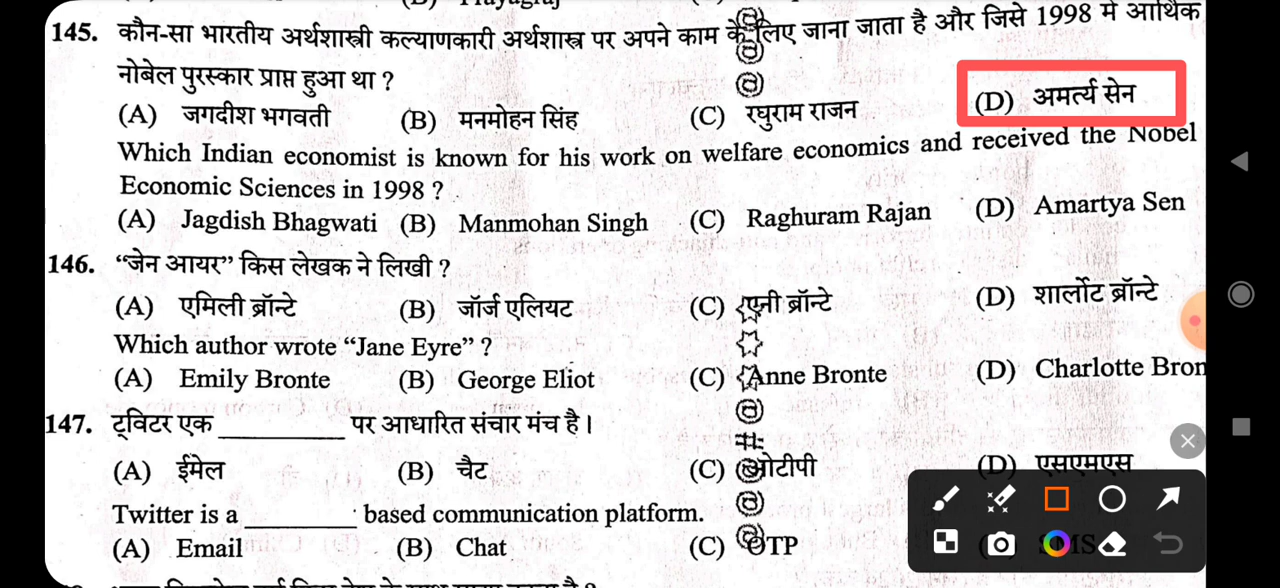 (B) Prayagraj
145. कौन-सा भारतीय अर्थशास्त्री कल्याणकारी अर्थशास्त्र पर अपने काम के लिए जाना जाता है और जिसे 1998 में आर्थिक
नोबेल पुरस्कार प्राप्त हुआ था ?
(A) जगदीश भगवती (B) मनमोहन सिंह (C) रघुराम राजन (D) अमर्त्य सेन
Which Indian economist is known for his work on welfare economics and received the Nobel
Economic Sciences in 1998 ?
(A) Jagdish Bhagwati (B) Manmohan Singh (C) Raghuram Rajan (D) Amartya Sen
146. “जेन आयर” किस लेखक ने लिखी ?
(A) एमिली ब्रॉन्टे (B) जॉर्ज एलियट (C) एनी ब्रॉन्टे (D) शार्लोट ब्रॉन्टे
Which author wrote “Jane Eyre” ?
(A) Emily Bronte (B) George Eliot (C) Anne Bronte (D) Charlotte Bron
147. ट्विटर एक __________ पर आधारित संचार मंच है।
(A) ईमेल (B) चैट (C) ओटीपी (D) एसएमएस
Twitter is a _________ based communication platform.
(A) Email (B) Chat (C) OTP SMS